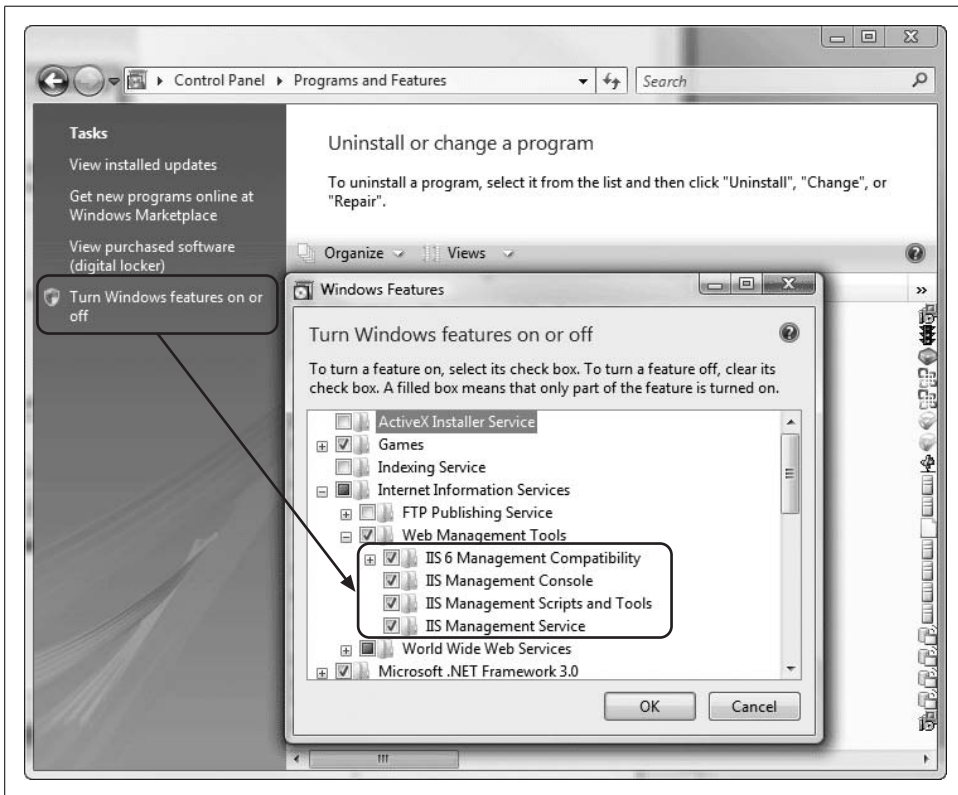 Control Panel
Programs and Features
Search
Tasks
View installed updates
Get new programs online at
Windows Marketplace
View purchased software
(digital locker)
Turn Windows features on or
off
Uninstall or change a program
To uninstall a program, select it from the list and then click "Uninstall", "Change", or
"Repair".
Organize
Views
Windows Features
Turn Windows features on or off
To turn a feature on, select its check box. To turn a feature off, clear its
check box. A filled box means that only part of the feature is turned on.
ActiveX Installer Service
Games
Indexing Service
Internet Information Services
FTP Publishing Service
Web Management Tools
IIS 6 Management Compatibility
IIS Management Console
IIS Management Scripts and Tools
IIS Management Service
World Wide Web Services
Microsoft .NET Framework 3.0
OK
Cancel